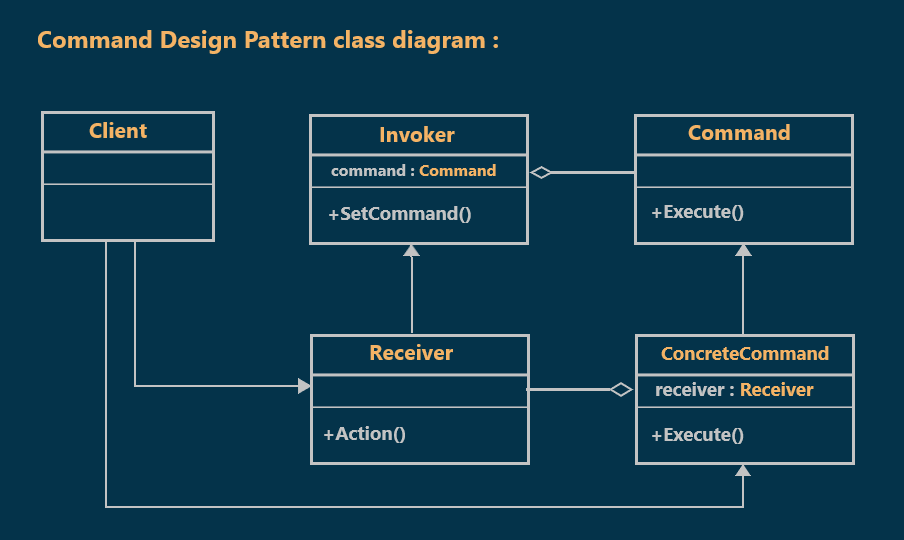 Command Design Pattern class diagram :
Client
Invoker
command : Command
+SetCommand()
Command
+Execute()
Receiver
+Action()
ConcreteCommand
receiver : Receiver
+Execute()